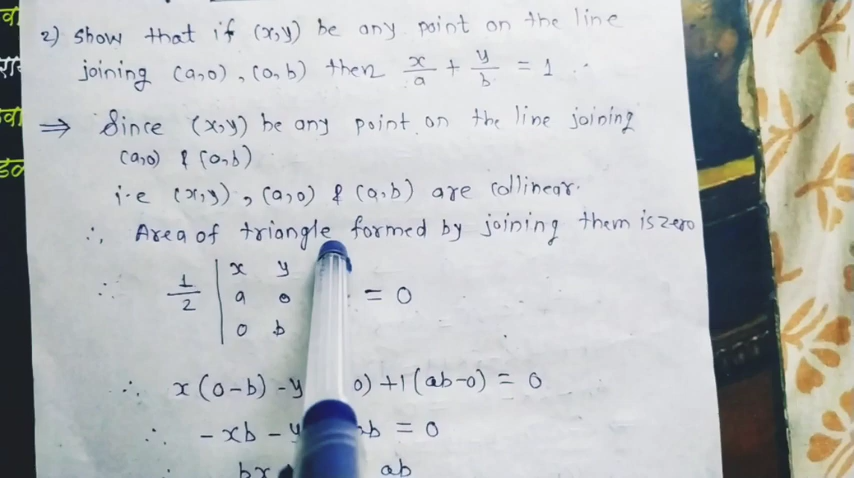 2) Show that if (x,y) be any point on the line
joining (a,0), (0,b) then x/a + y/b = 1
⇒ Since (x,y) be any point on the line joining
(a,0) & (0,b)
i.e (x,y), (a,0) & (a,b) are collinear.
∴ Area of triangle formed by joining them is zero
∴ 1/2 | x y
a 0
0 b = 0
∴ x(0-b) -y 0) +1(ab-0) = 0
∴ -xb - y b = 0
∴ bx ab